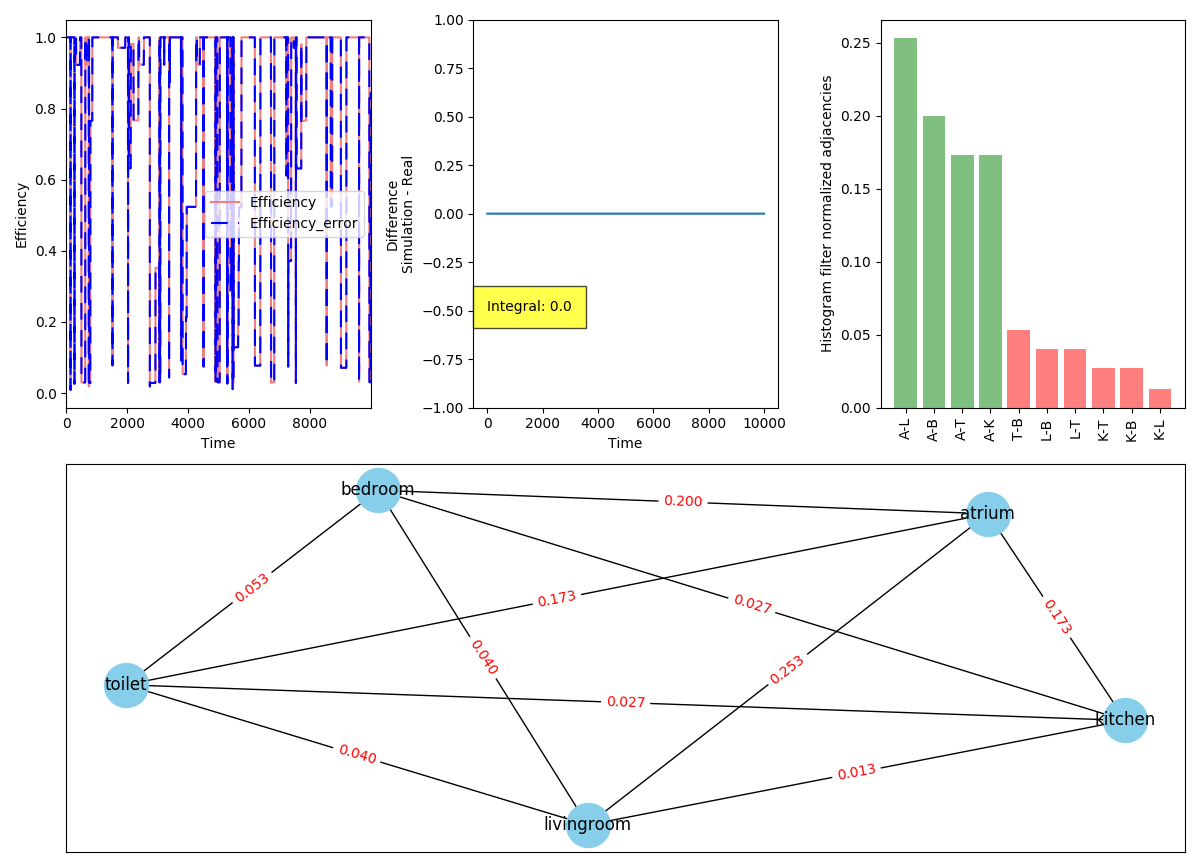 1.0
0.8
0.6
0.4
0.2
0.0
Efficiency
0
2000
4000
6000
8000
Time
Efficiency
Efficiency_error
1.00
0.75
0.50
0.25
0.00
−0.25
−0.50
−0.75
−1.00
Difference
Simulation - Real
Integral: 0.0
0
2000
4000
6000
8000
10000
Time
0.25
0.20
0.15
0.10
0.05
0.00
Histogram filter normalized adjacencies
A-L
A-B
A-T
A-K
T-B
L-B
L-T
K-T
K-B
K-L
bedroom
0.200
atrium
0.053
0.173
0.027
0.173
0.040
0.253
toilet
0.027
kitchen
0.040
0.013
livingroom